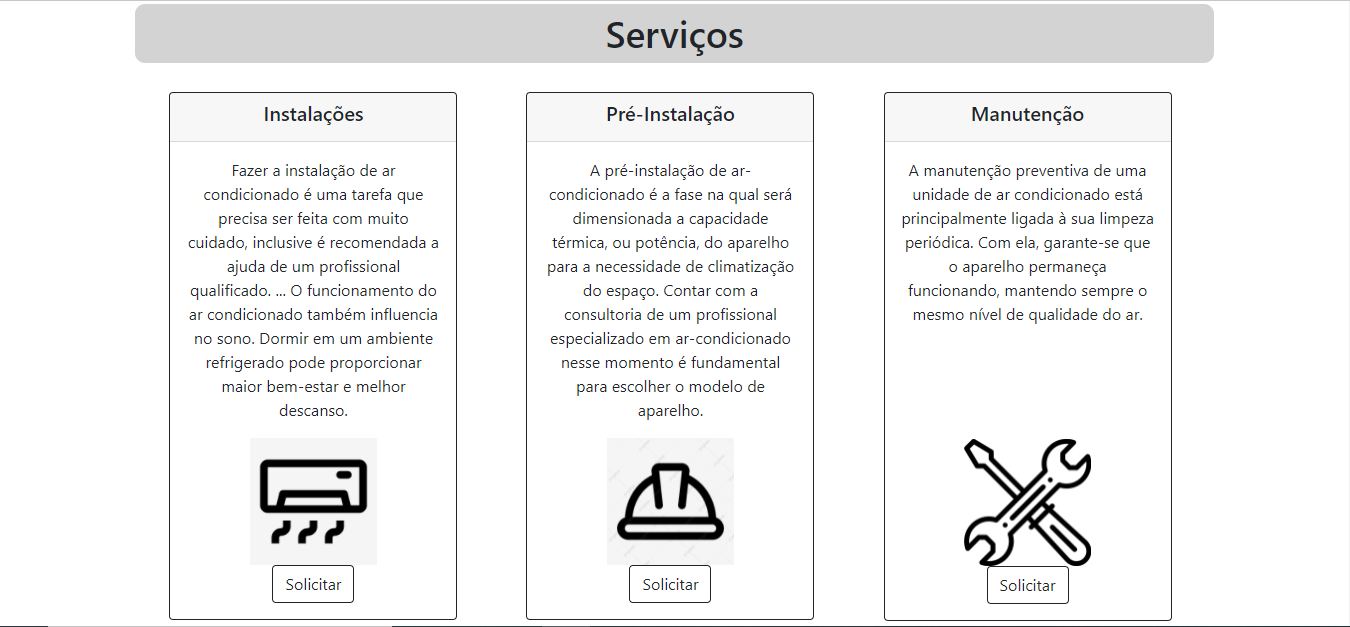 Serviços
Instalações
Fazer a instalação de ar
condicionado é uma tarefa que
precisa ser feita com muito
cuidado, inclusive é recomendada a
ajuda de um profissional
qualificado. ... O funcionamento do
ar condicionado também influencia
no sono. Dormir em um ambiente
refrigerado pode proporcionar
maior bem-estar e melhor
descanso.
Solicitar
Pré-Instalação
A pré-instalação de ar-
condicionado é a fase na qual será
dimensionada a capacidade
térmica, ou potência, do aparelho
para a necessidade de climatização
do espaço. Contar com a
consultoria de um profissional
especializado em ar-condicionado
nesse momento é fundamental
para escolher o modelo de
aparelho.
Solicitar
Manutenção
A manutenção preventiva de uma
unidade de ar condicionado está
principalmente ligada à sua limpeza
periódica. Com ela, garante-se que
o aparelho permaneça
funcionando, mantendo sempre o
mesmo nível de qualidade do ar.
Solicitar